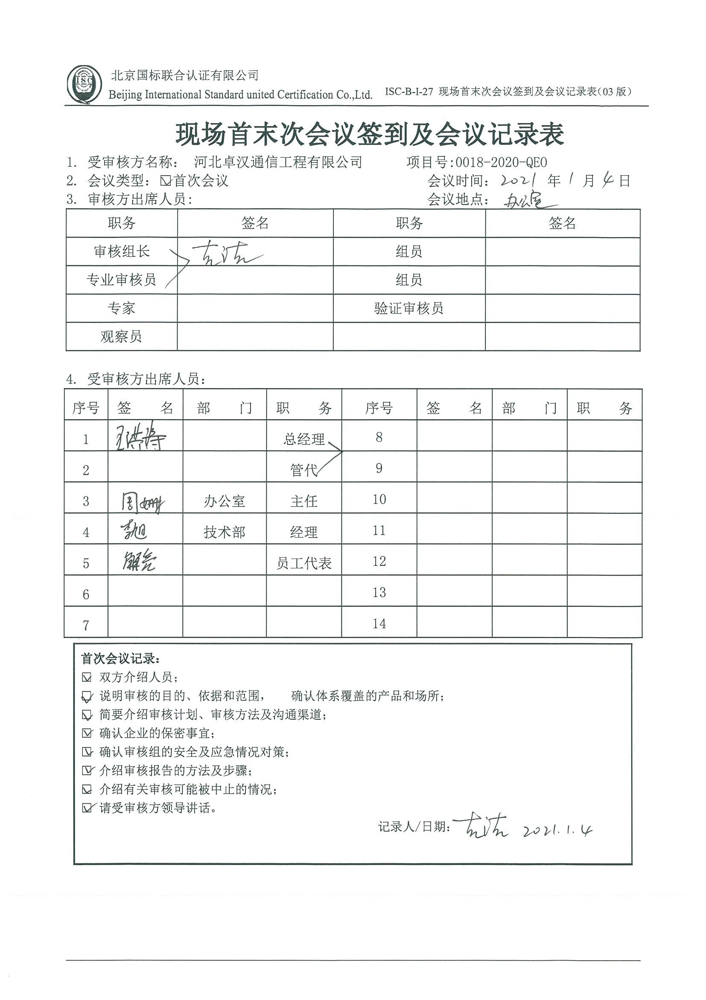 ISC
北京国标联合认证有限公司
Beijing International Standard united Certification Co.,Ltd. ISC-B-I-27 现场首末次会议签到及会议记录表(03 版)
现场首末次会议签到及会议记录表
1. 受审核方名称： 河北卓汉通信工程有限公司 项目号:0018-2020-QEO
2. 会议类型：☑首次会议 会议时间：2021 年 1 月 4 日
3. 审核方出席人员： 会议地点：办公室
职务 签名 职务 签名
审核组长 组员
专业审核员 组员
专家 验证审核员
观察员
4. 受审核方出席人员：
序号 签 名 部 门 职 务 序号 签 名 部 门 职 务
1 王洪涛 总经理 8
2 管代 9
3 周姗 办公室 主任 10
4 李旭 技术部 经理 11
5 解亮 员工代表 12
6 13
7 14
首次会议记录：
☑ 双方介绍人员；
☑ 说明审核的目的、依据和范围， 确认体系覆盖的产品和场所；
☑ 简要介绍审核计划、审核方法及沟通渠道；
☑ 确认企业的保密事宜；
☑ 确认审核组的安全及应急情况对策；
☑ 介绍审核报告的方法及步骤；
☑ 介绍有关审核可能被中止的情况；
☑ 请受审核方领导讲话。
记录人/日期： 2021.1.4